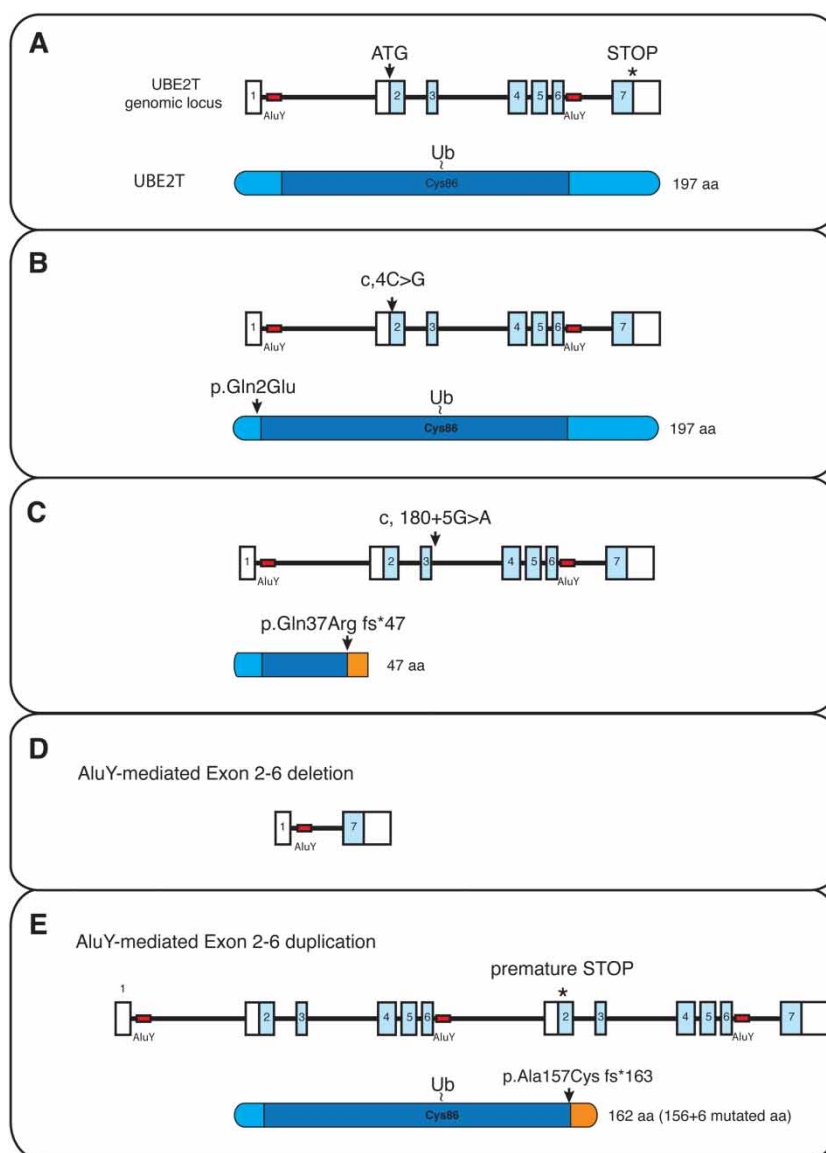 A
ATG
STOP
*
UBE2T
genomic locus
1
2
3
4
5
6
7
AluY
AluY
Ub
UBE2T
Cys86
197 aa
B
c,4C>G
1
2
3
4
5
6
7
AluY
AluY
p.Gln2Glu
Ub
Cys86
197 aa
C
c, 180+5G>A
1
2
3
4
5
6
7
AluY
AluY
p.Gln37Arg fs*47
47 aa
D
AluY-mediated Exon 2-6 deletion
1
7
AluY
E
AluY-mediated Exon 2-6 duplication
premature STOP
1
*
2
3
4
5
6
2
3
4
5
6
7
AluY
AluY
AluY
p.Ala157Cys fs*163
Ub
Cys86
162 aa (156+6 mutated aa)